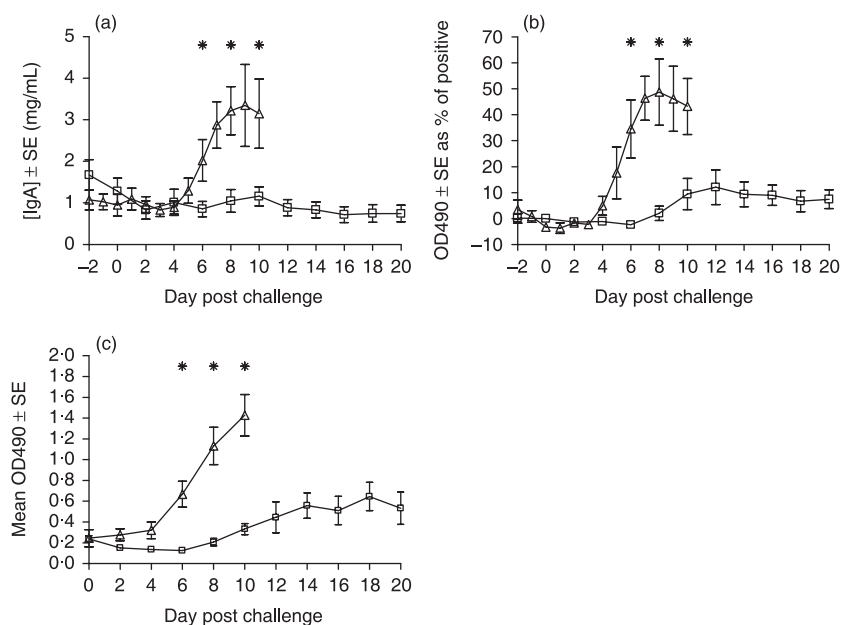 (a)
[IgA] ± SE (mg/mL)
5
4
3
2
1
0
–2 0 2 4 6 8 10 12 14 16 18 20
Day post challenge
(b)
OD490 ± SE as % of positive
70
60
50
40
30
20
10
0
–10
–2 0 2 4 6 8 10 12 14 16 18 20
Day post challenge
(c)
Mean OD490 ± SE
2·0
1·8
1·6
1·4
1·2
1·0
0·8
0·6
0·4
0·2
0·0
0 2 4 6 8 10 12 14 16 18 20
Day post challenge